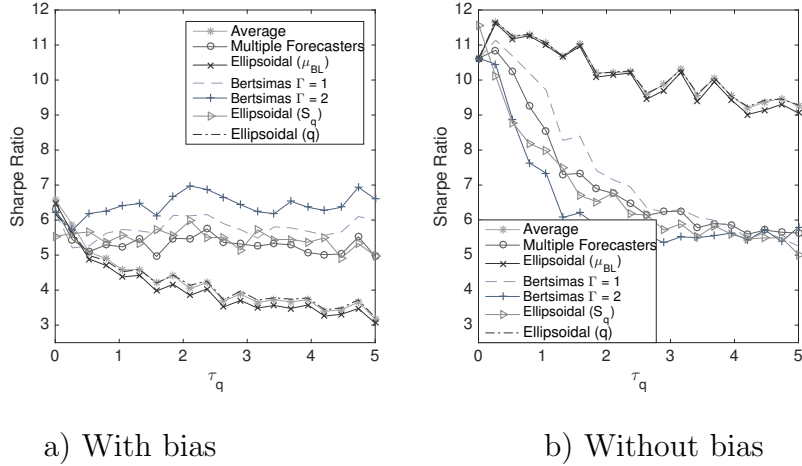 12
11
10
9
8
7
6
5
4
3
Sharpe Ratio
Average
Multiple Forecasters
Ellipsoidal (μ_BL)
Bertsimas Γ = 1
Bertsimas Γ = 2
Ellipsoidal (S_q)
Ellipsoidal (q)
0 1 2 3 4 5
τ_q
a) With bias
12
11
10
9
8
7
6
5
4
3
Sharpe Ratio
Average
Multiple Forecasters
Ellipsoidal (μ_BL)
Bertsimas Γ = 1
Bertsimas Γ = 2
Ellipsoidal (S_q)
Ellipsoidal (q)
0 1 2 3 4 5
τ_q
b) Without bias